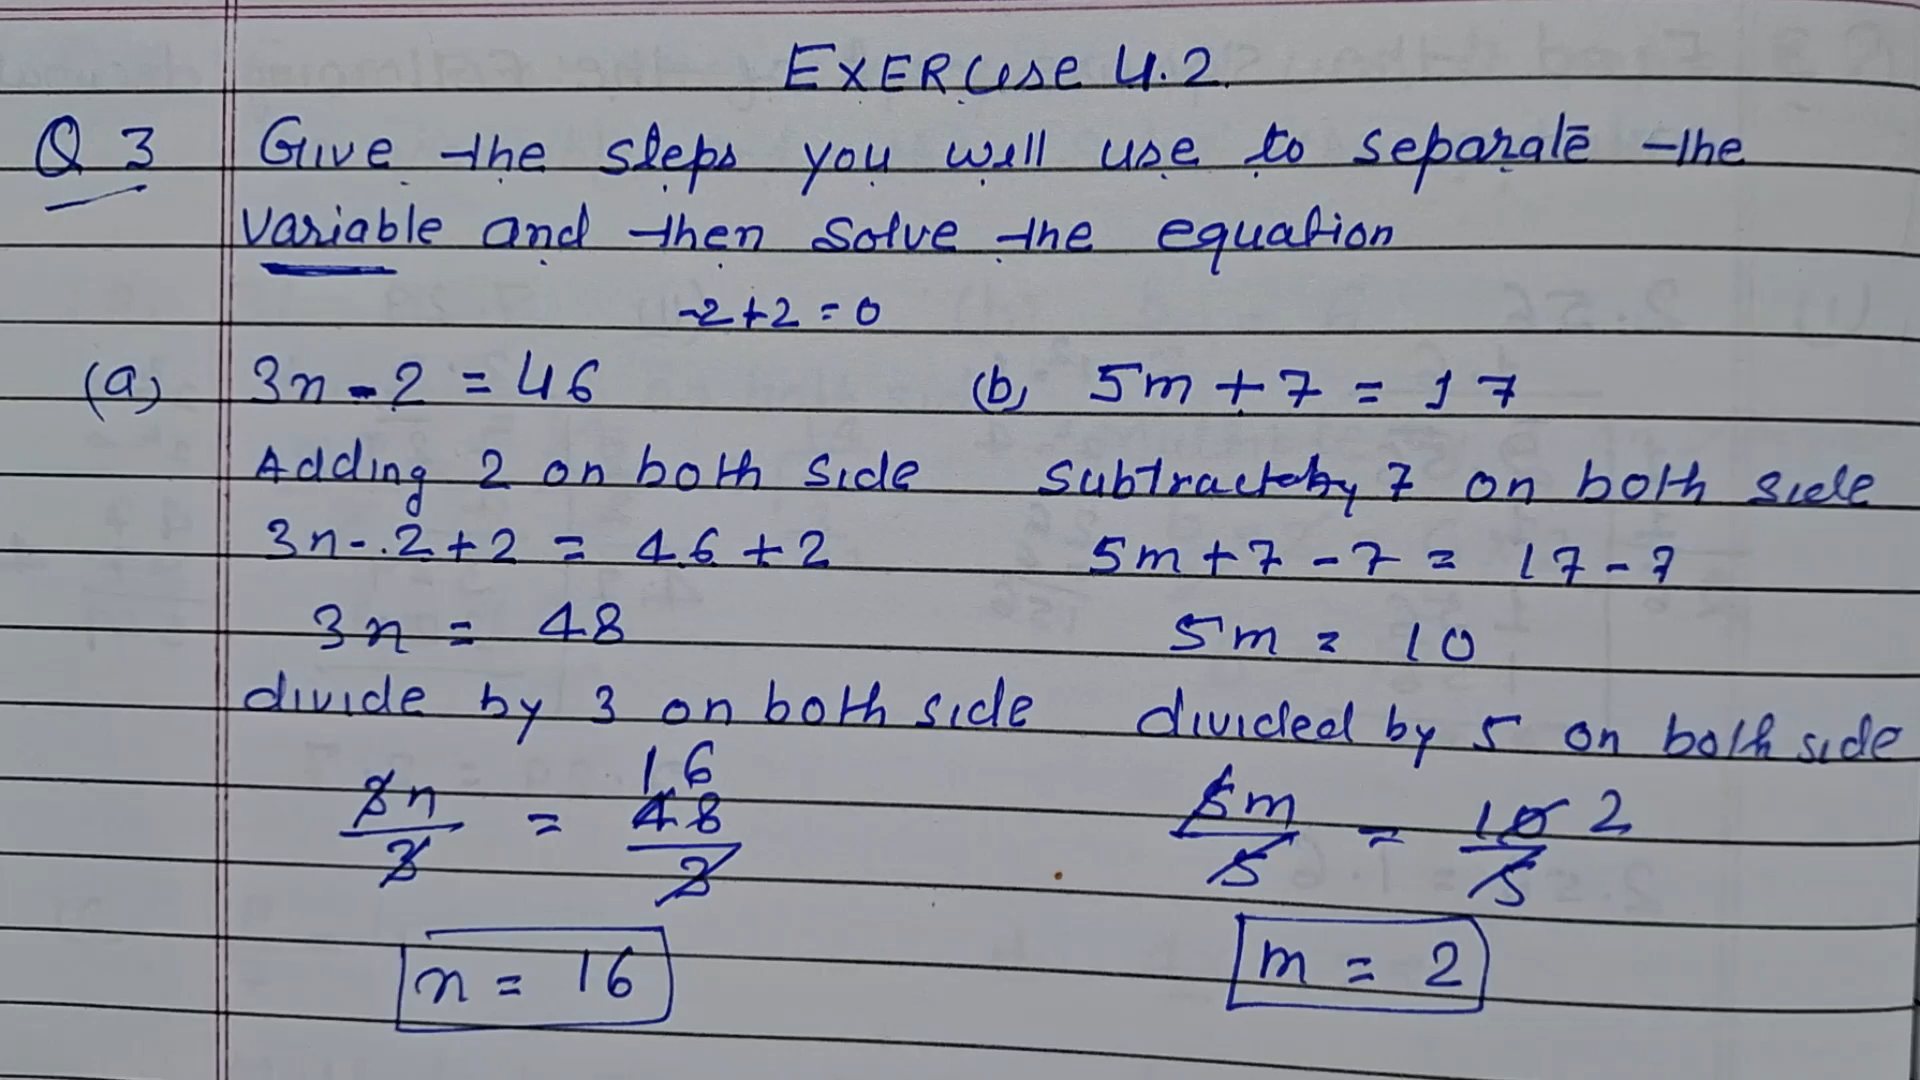 EXERCISE 4.2
Q 3 Give the steps you will use to separate the
variable and then solve the equation
-2+2=0
(a) 3n-2=46 (b) 5m+7=17
Adding 2 on both side Subtract by 7 on both side
3n-2+2=46+2 5m+7-7=17-7
3n=48 5m=10
divide by 3 on both side divided by 5 on both side
16
3n/3 = 48/3 5m/5 = 10/5 2
n=16 m=2